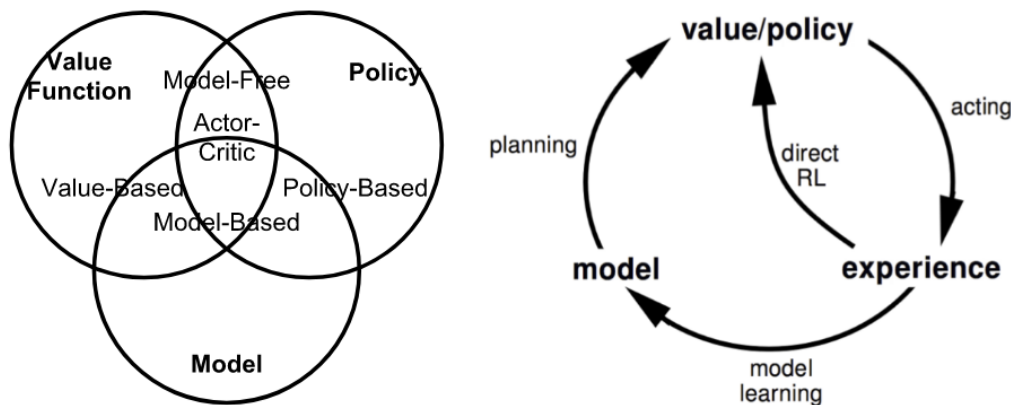 Value
Function
Model-Free
Policy
Actor-
Critic
Value-Based
Policy-Based
Model-Based
Model
value/policy
planning
acting
direct
RL
model
experience
model
learning